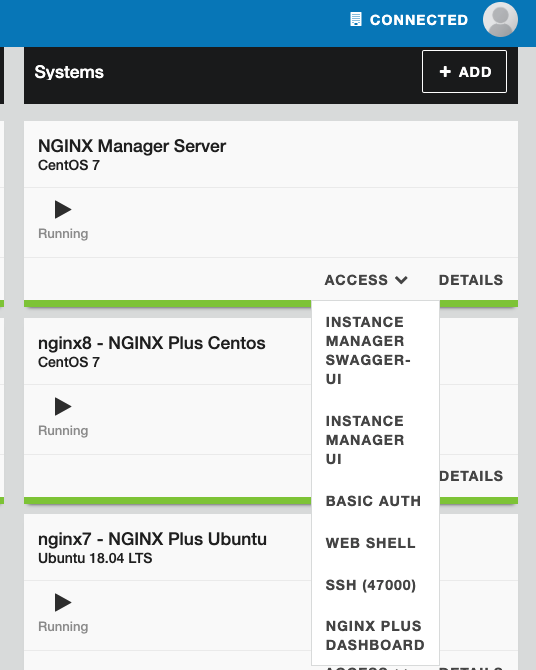 CONNECTED
Systems
+ ADD
NGINX Manager Server
CentOS 7
Running
ACCESS DETAILS
INSTANCE
MANAGER
SWAGGER-
UI
INSTANCE
MANAGER
UI
BASIC AUTH
WEB SHELL
SSH (47000)
NGINX PLUS
DASHBOARD
nginx8 - NGINX Plus Centos
CentOS 7
Running
DETAILS
nginx7 - NGINX Plus Ubuntu
Ubuntu 18.04 LTS
Running
ACCESS DETAILS